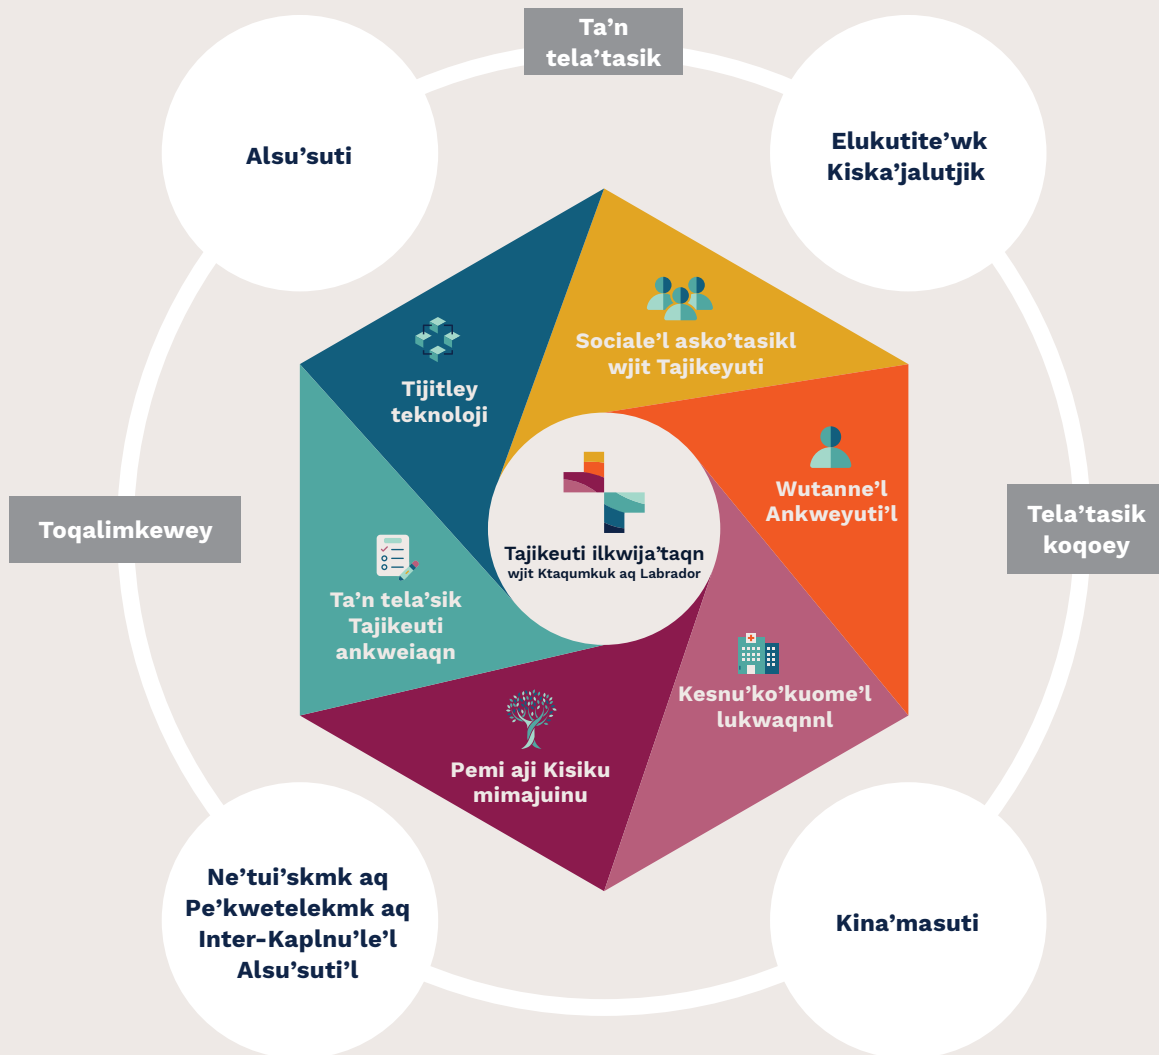 Ta’n
tela’tasik
Alsu’suti
Elukutite’wk
Kiska’jalutjik
Sociale’l asko’tasikl
wjit Tajikeyuti
Tijitley
teknoloji
Wutanne’l
Ankweyuti’l
Toqalimkewey
Tela’tasik
koqoey
Tajikeuti ilkwija’taqn
wjit Ktaqumkuk aq Labrador
Ta’n tela’sik
Tajikeuti
ankweiaqn
Kesnu’ko’kuome’l
lukwaqnnl
Pemi aji Kisiku
mimajuinu
Ne’tui’skmk aq
Pe’kwetelekmk aq
Inter-Kaplnu’le’l
Alsu’suti’l
Kina’masuti